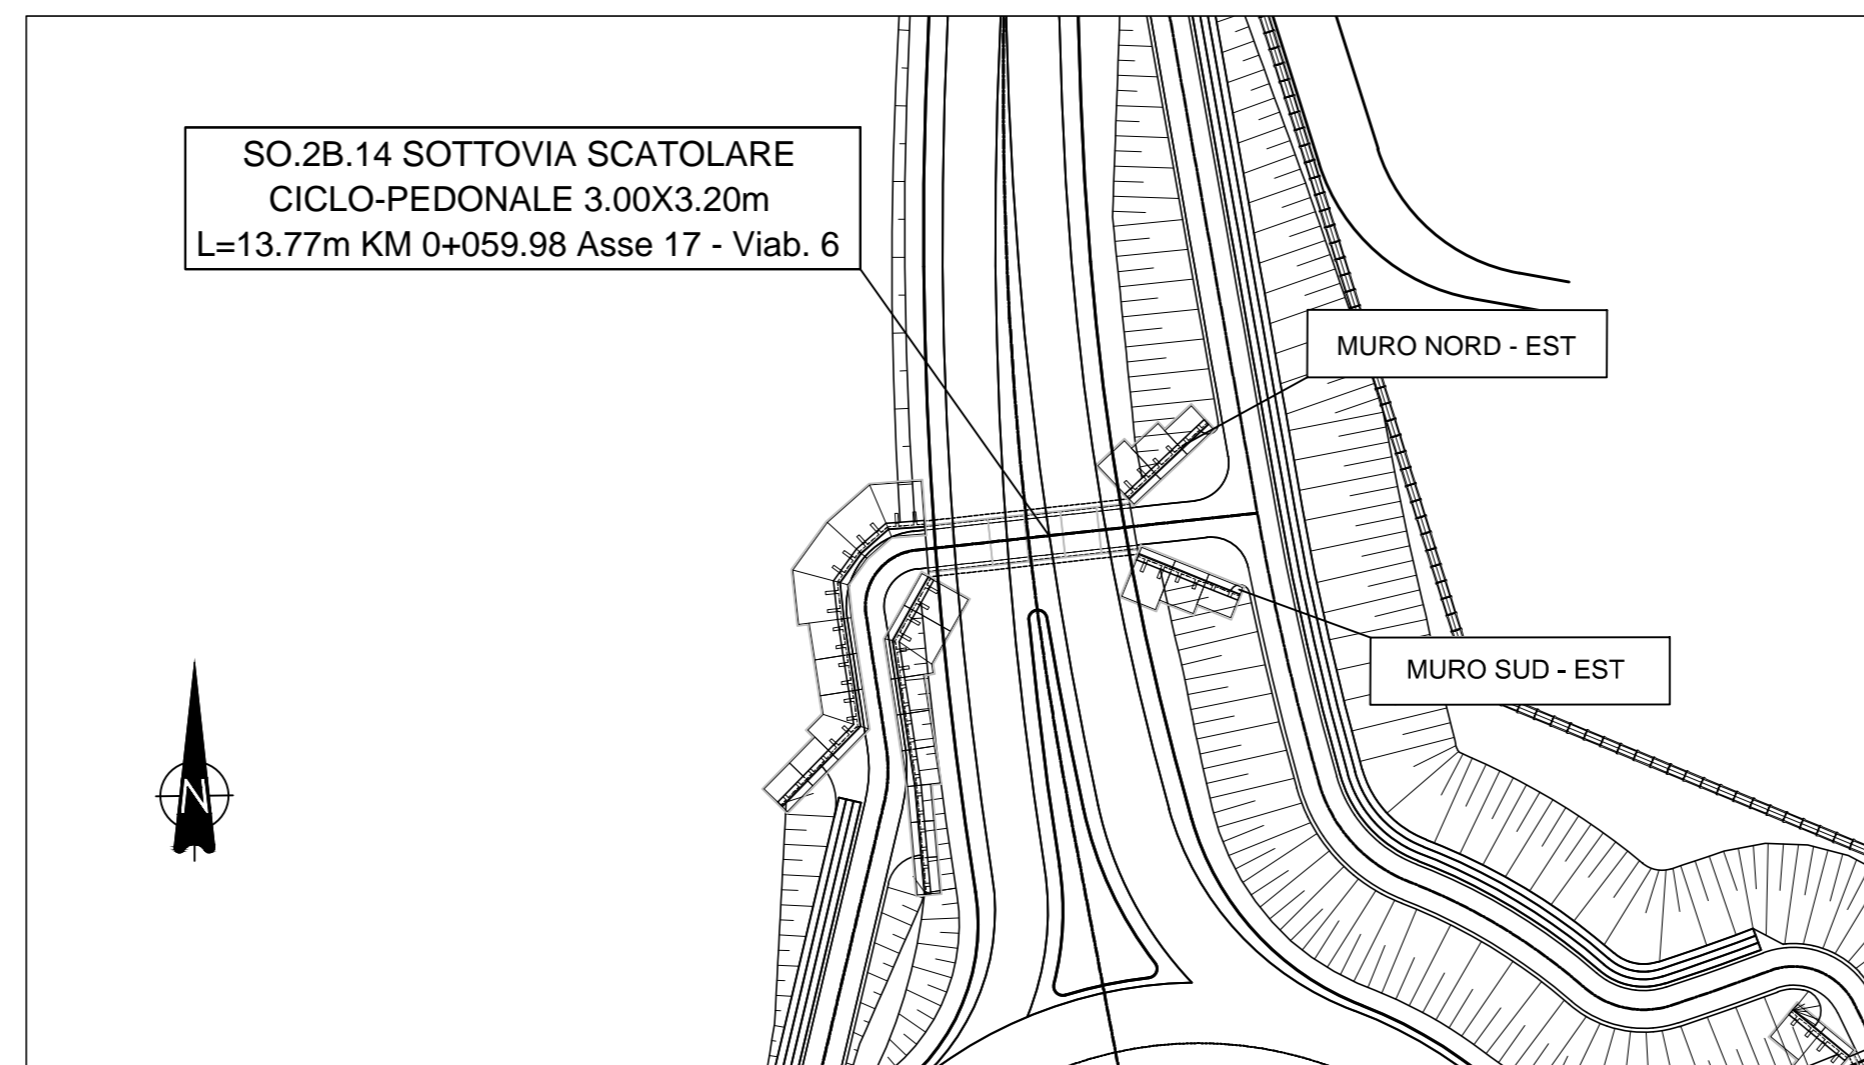 SO.2B.14 SOTTOVIA SCATOLARE
CICLO-PEDONALE 3.00X3.20m
L=13.77m KM 0+059.98 Asse 17 - Viab. 6
MURO NORD - EST
MURO SUD - EST
N